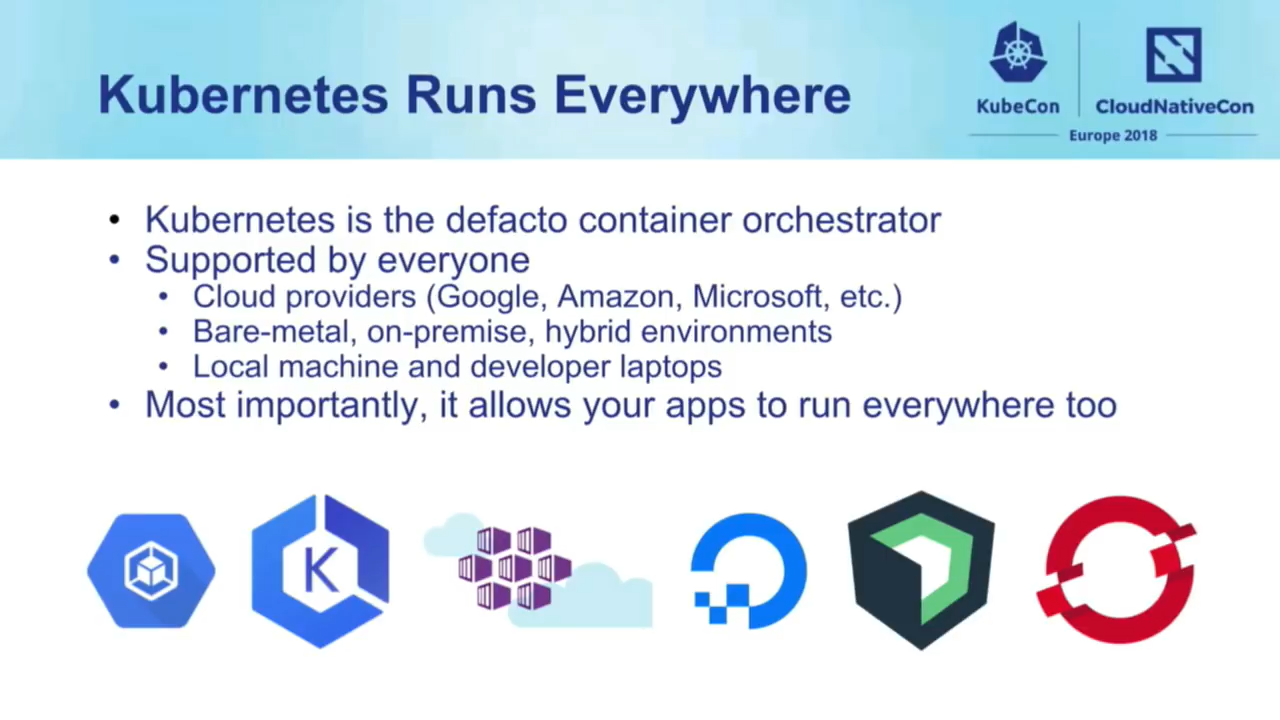 Kubernetes Runs Everywhere
KubeCon
CloudNativeCon
Europe 2018
• Kubernetes is the defacto container orchestrator
• Supported by everyone
• Cloud providers (Google, Amazon, Microsoft, etc.)
• Bare-metal, on-premise, hybrid environments
• Local machine and developer laptops
• Most importantly, it allows your apps to run everywhere too
K